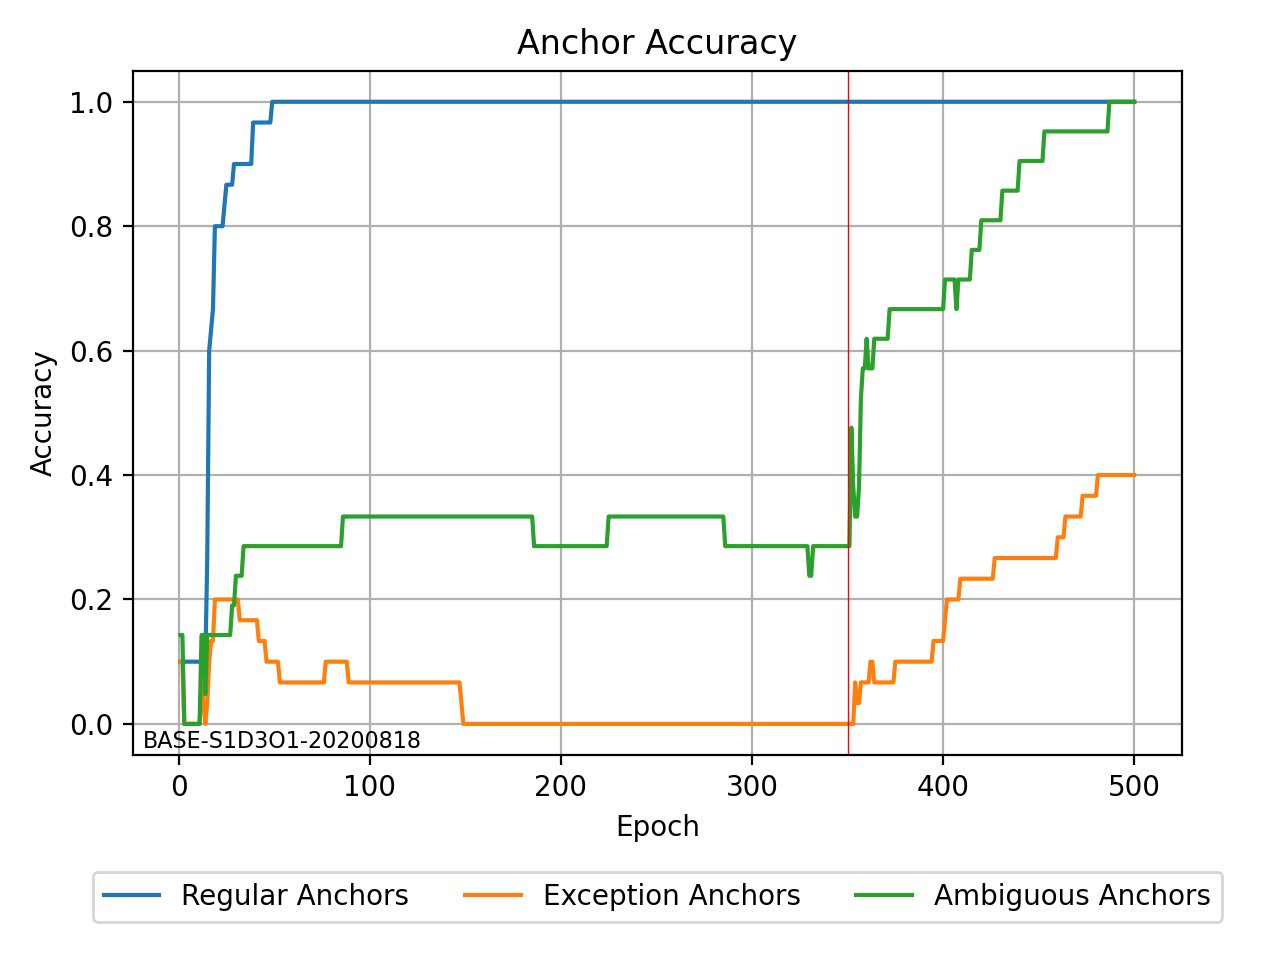 Anchor Accuracy
1.0
0.8
0.6
0.4
0.2
0.0
Accuracy
BASE-S1D3O1-20200818
0 100 200 300 400 500
Epoch
Regular Anchors Exception Anchors Ambiguous Anchors